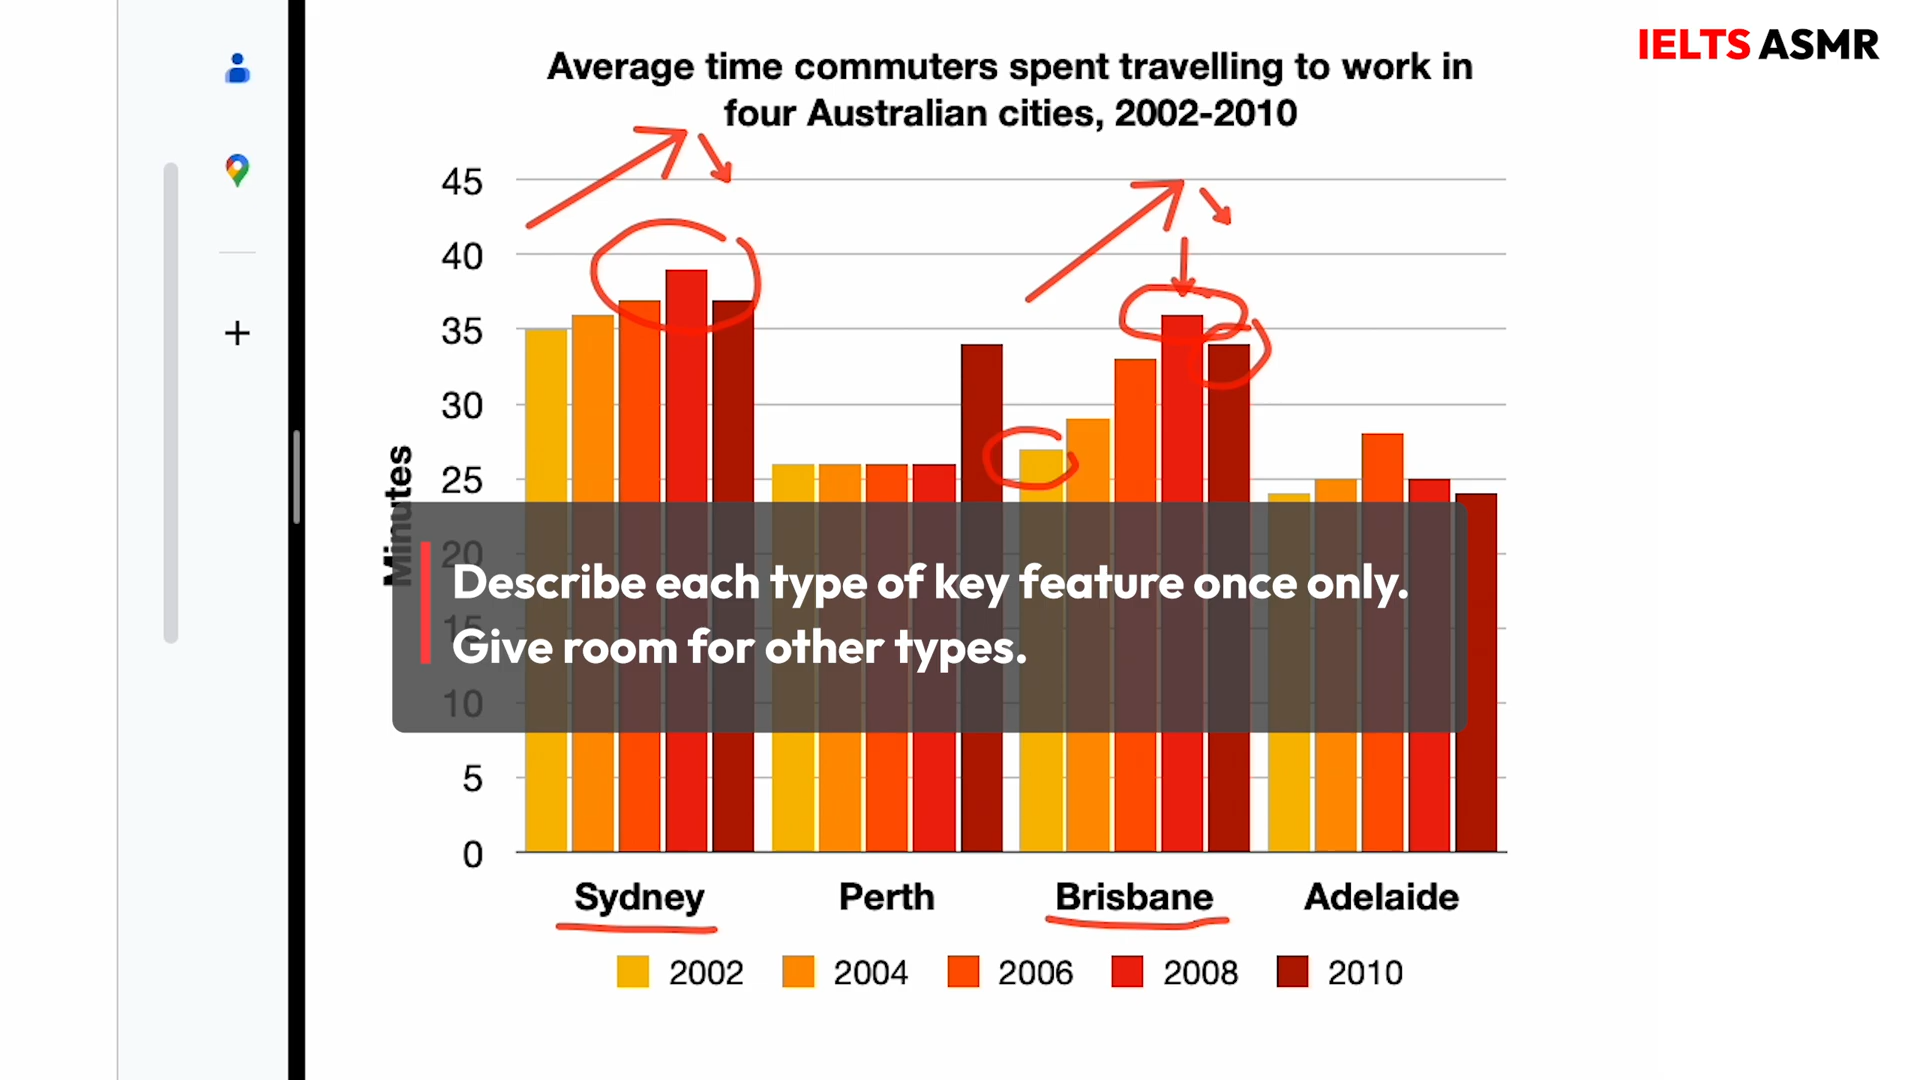 IELTS ASMR
Average time commuters spent travelling to work in
four Australian cities, 2002-2010
45
40
35
30
25
20
15
10
5
0
Minutes
Describe each type of key feature once only.
Give room for other types.
Sydney Perth Brisbane Adelaide
2002 2004 2006 2008 2010